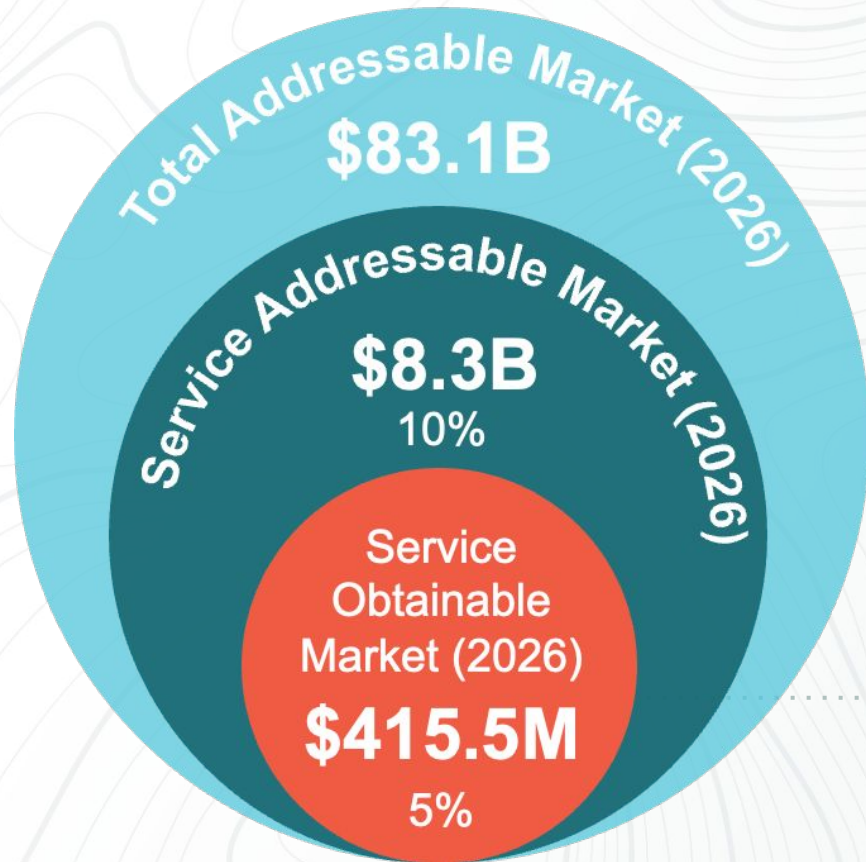 Total Addressable Market (2026)
$83.1B
Service Addressable Market (2026)
$8.3B
10%
Service
Obtainable
Market (2026)
$415.5M
5%